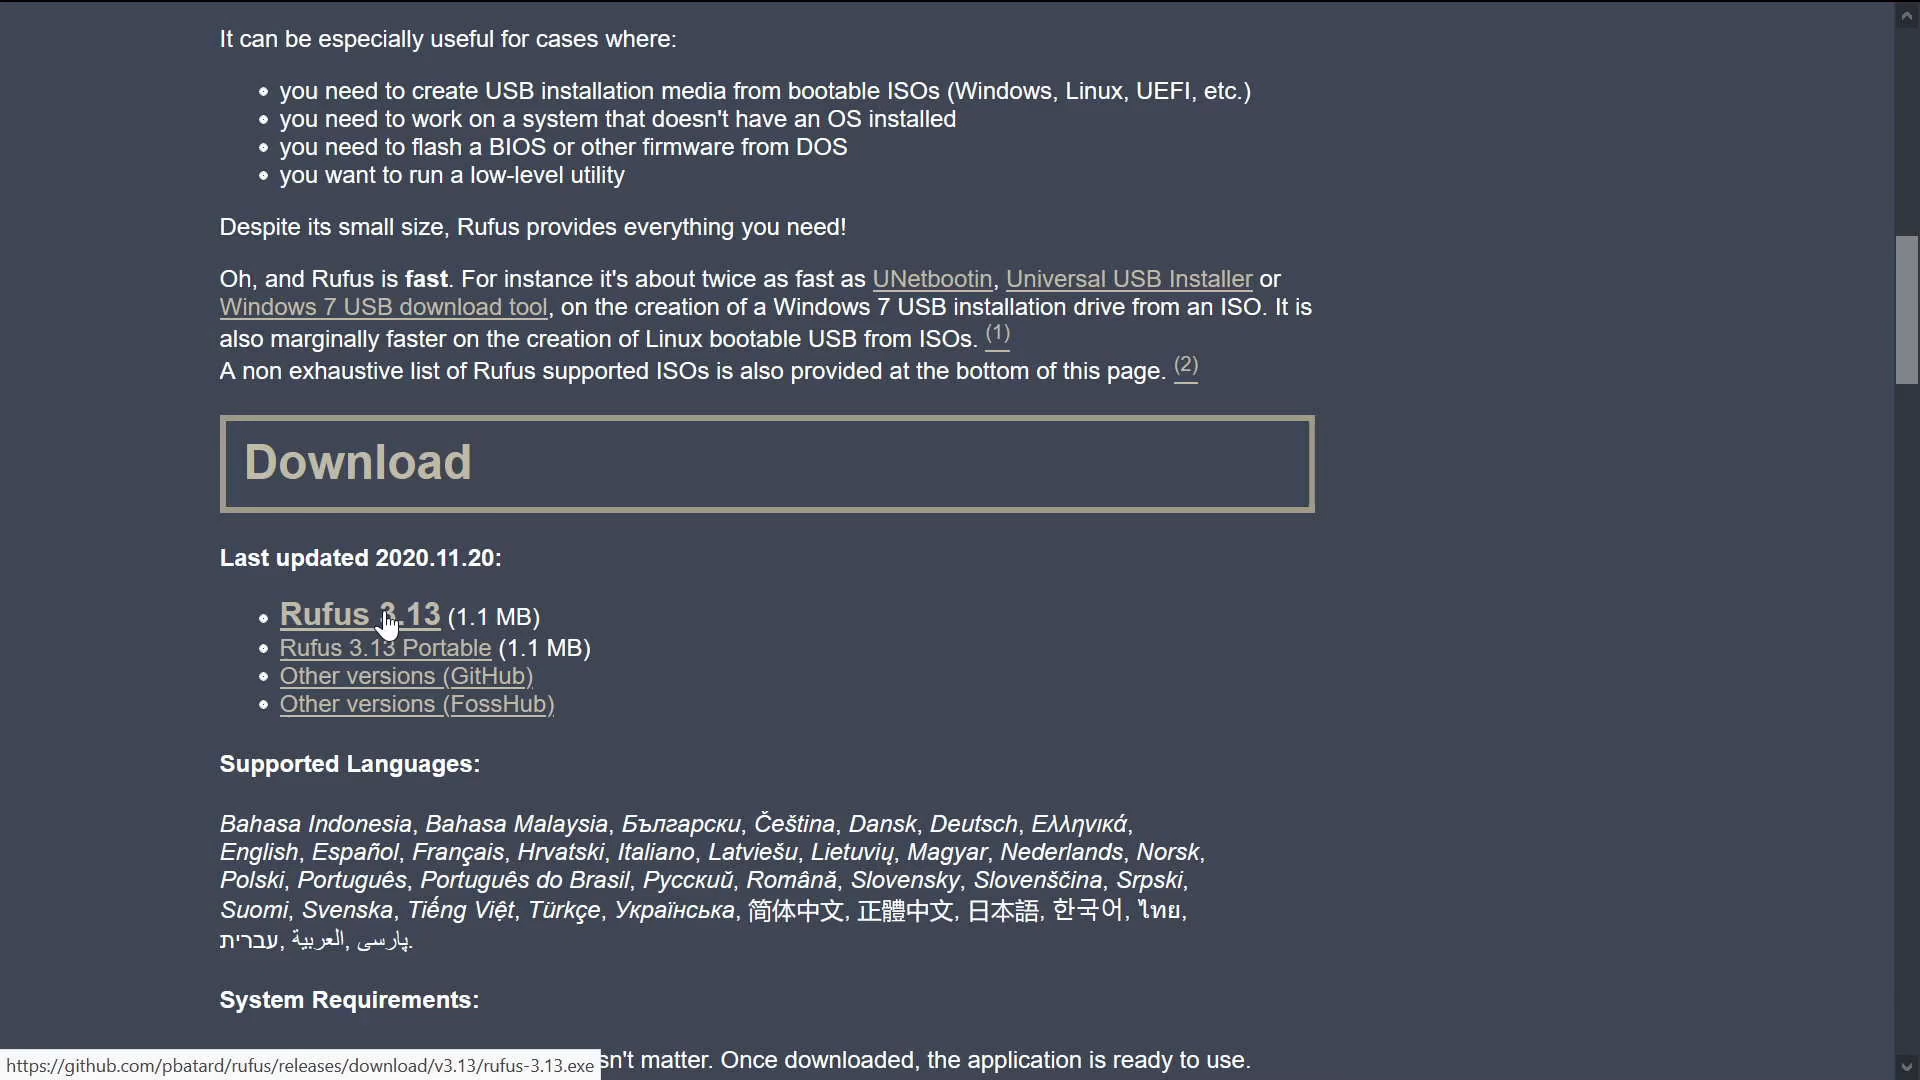 It can be especially useful for cases where:
you need to create USB installation media from bootable ISOs (Windows, Linux, UEFI, etc.)
you need to work on a system that doesn't have an OS installed
you need to flash a BIOS or other firmware from DOS
you want to run a low-level utility
Despite its small size, Rufus provides everything you need!
Oh, and Rufus is fast. For instance it's about twice as fast as UNetbootin, Universal USB Installer or
Windows 7 USB download tool, on the creation of a Windows 7 USB installation drive from an ISO. It is
also marginally faster on the creation of Linux bootable USB from ISOs. (1)
A non exhaustive list of Rufus supported ISOs is also provided at the bottom of this page. (2)
Download
Last updated 2020.11.20:
Rufus 3.13 (1.1 MB)
Rufus 3.13 Portable (1.1 MB)
Other versions (GitHub)
Other versions (FossHub)
Supported Languages:
Bahasa Indonesia, Bahasa Malaysia, Български, Čeština, Dansk, Deutsch, Ελληνικά,
English, Español, Français, Hrvatski, Italiano, Latviešu, Lietuvių, Magyar, Nederlands, Norsk,
Polski, Português, Português do Brasil, Русский, Română, Slovensky, Slovenščina, Srpski,
Suomi, Svenska, Tiếng Việt, Türkçe, Українська, 简体中文, 正體中文, 日本語, 한국어, ไทย,
עברית, العربية, پارسی.
System Requirements:
sn't matter. Once downloaded, the application is ready to use.
https://github.com/pbatard/rufus/releases/download/v3.13/rufus-3.13.exe